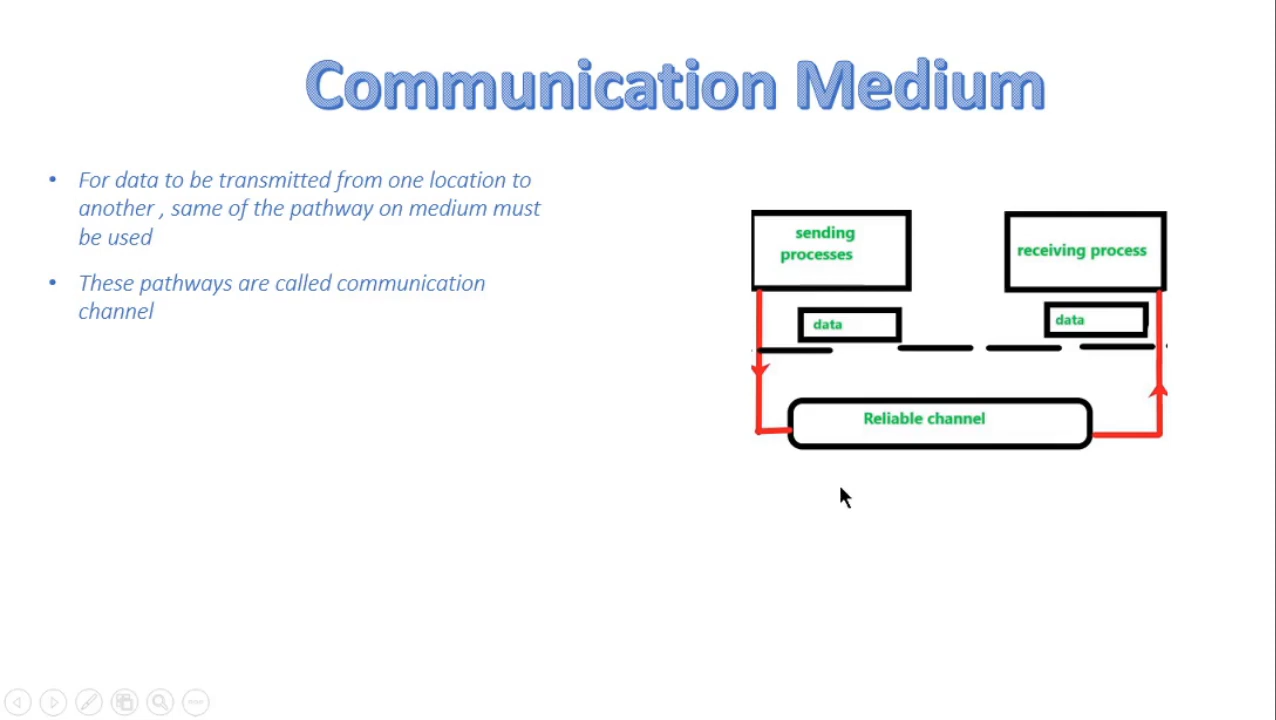 Communication Medium
• For data to be transmitted from one location to
another , same of the pathway on medium must
be used
• These pathways are called communication
channel
sending
processes
receiving process
data
data
Reliable channel